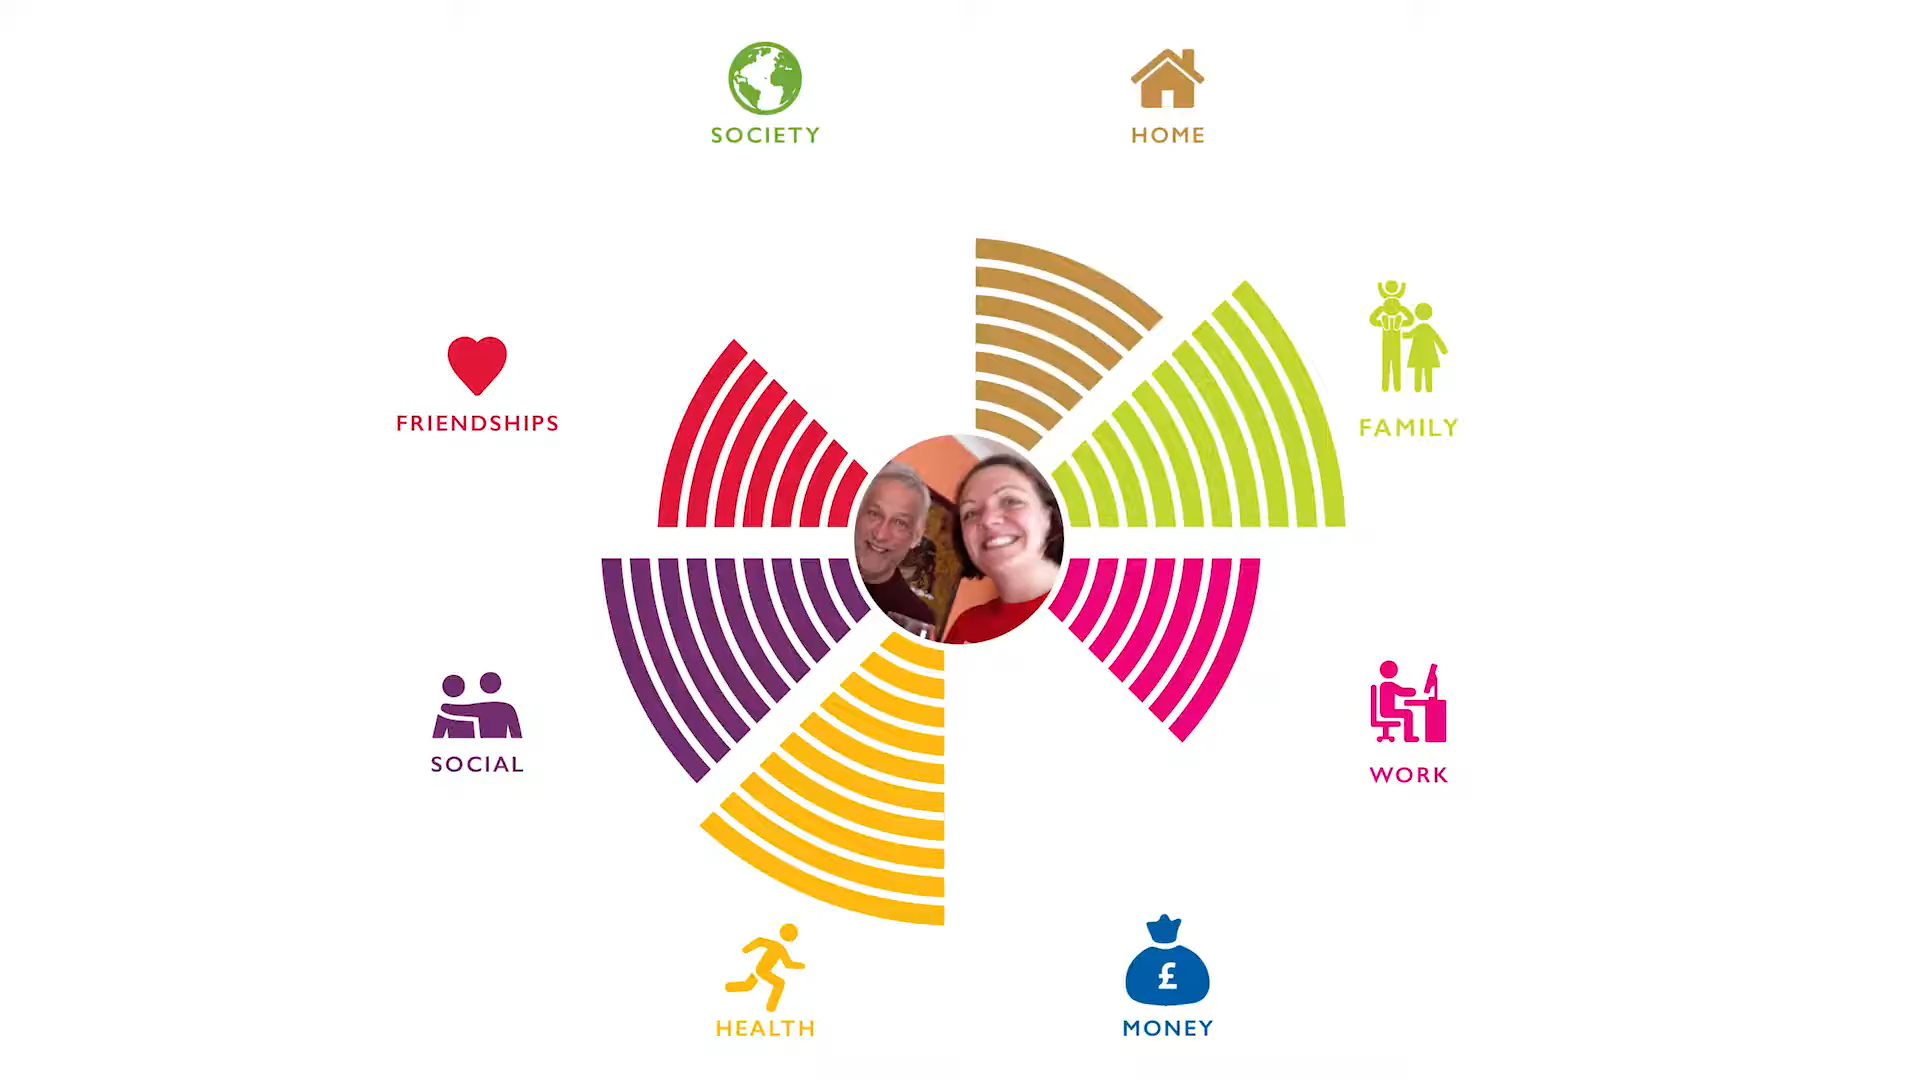 SOCIETY
HOME
FRIENDSHIPS
FAMILY
SOCIAL
WORK
£
HEALTH
MONEY